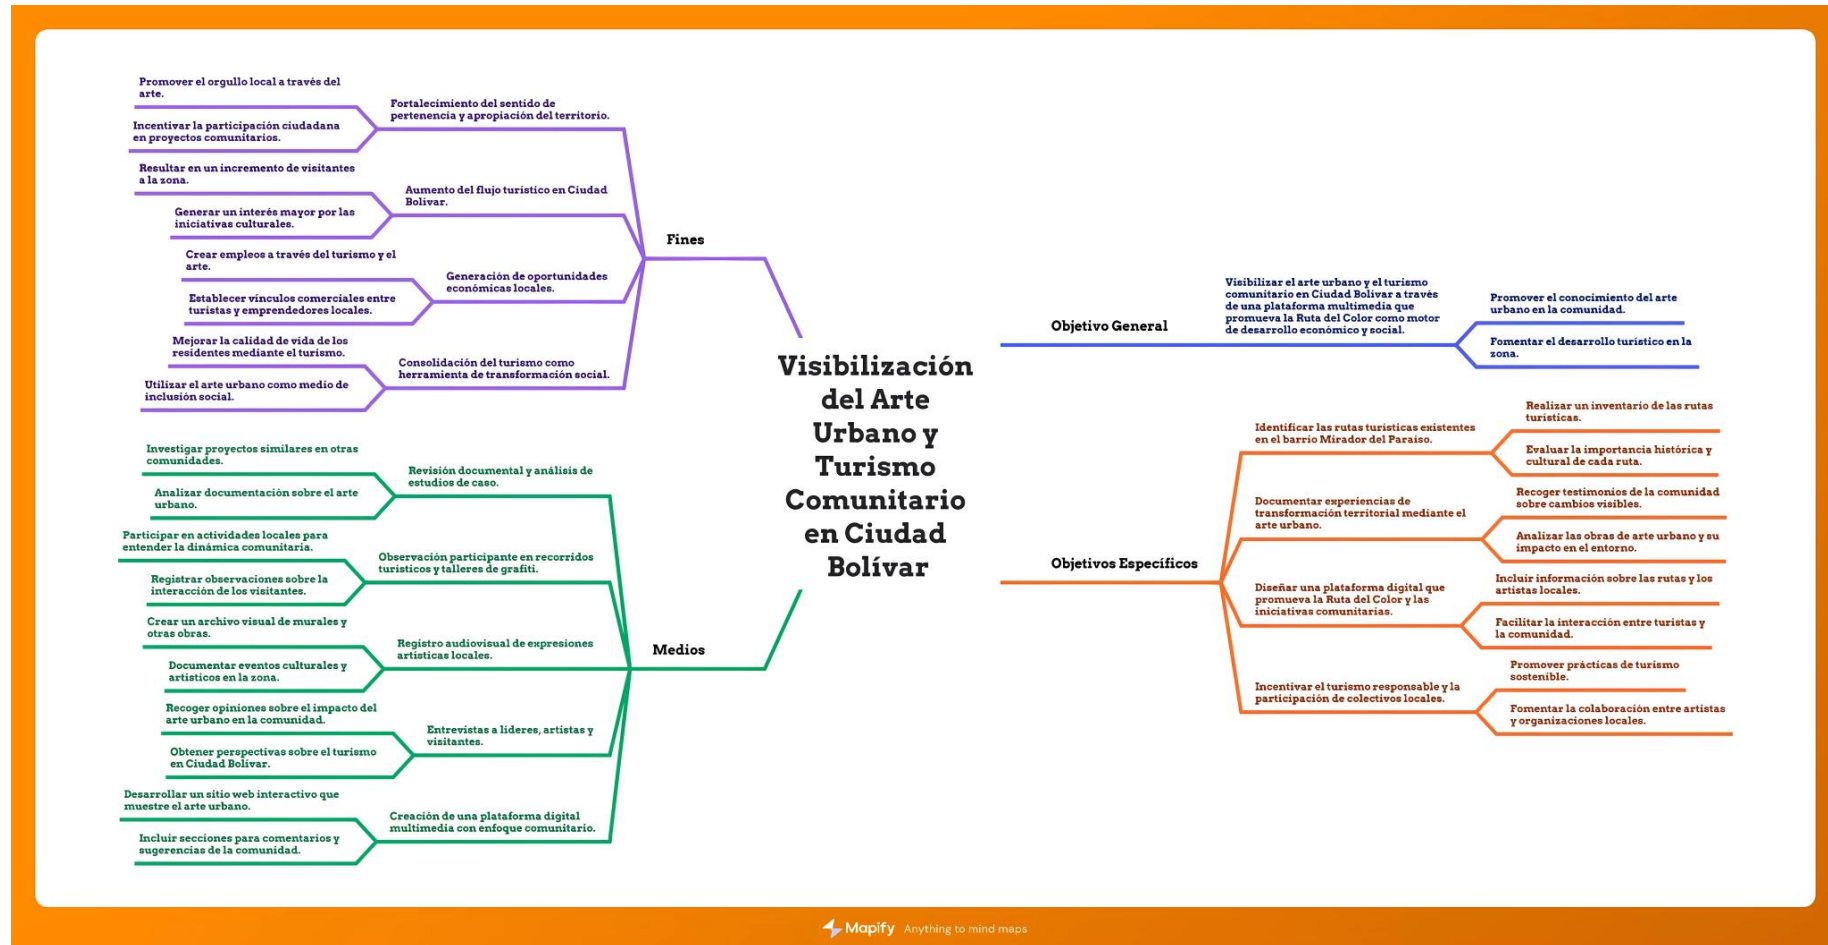 Promover el orgullo local a través del
arte.
Incentivar la participación ciudadana
en proyectos comunitarios.
Fortalecimiento del sentido de
pertenencia y apropiación del territorio.
Resultar en un incremento de visitantes
a la zona.
Generar un interés mayor por las
iniciativas culturales.
Aumento del flujo turístico en Ciudad
Bolívar.
Crear empleos a través del turismo y el
arte.
Establecer vínculos comerciales entre
turistas y emprendedores locales.
Generación de oportunidades
económicas locales.
Mejorar la calidad de vida de los
residentes mediante el turismo.
Utilizar el arte urbano como medio de
inclusión social.
Consolidación del turismo como
herramienta de transformación social.
Fines
Investigar proyectos similares en otras
comunidades.
Analizar documentación sobre el arte
urbano.
Revisión documental y análisis de
estudios de caso.
Participar en actividades locales para
entender la dinámica comunitaria.
Registrar observaciones sobre la
interacción de los visitantes.
Observación participante en recorridos
turísticos y talleres de grafiti.
Crear un archivo visual de murales y
otras obras.
Documentar eventos culturales y
artísticos en la zona.
Registro audiovisual de expresiones
artísticas locales.
Recoger opiniones sobre el impacto del
arte urbano en la comunidad.
Obtener perspectivas sobre el turismo
en Ciudad Bolívar.
Entrevistas a líderes, artistas y
visitantes.
Desarrollar un sitio web interactivo que
muestre el arte urbano.
Incluir secciones para comentarios y
sugerencias de la comunidad.
Creación de una plataforma digital
multimedia con enfoque comunitario.
Medios
Visibilización
del Arte
Urbano y
Turismo
Comunitario
en Ciudad
Bolívar
Objetivo General
Visibilizar el arte urbano y el turismo
comunitario en Ciudad Bolívar a través
de una plataforma multimedia que
promueva la Ruta del Color como motor
de desarrollo económico y social.
Promover el conocimiento del arte
urbano en la comunidad.
Fomentar el desarrollo turístico en la
zona.
Objetivos Específicos
Identificar las rutas turísticas existentes
en el barrio Mirador del Paraíso.
Realizar un inventario de las rutas
turísticas.
Evaluar la importancia histórica y
cultural de cada ruta.
Documentar experiencias de
transformación territorial mediante el
arte urbano.
Recoger testimonios de la comunidad
sobre cambios visibles.
Analizar las obras de arte urbano y su
impacto en el entorno.
Diseñar una plataforma digital que
promueva la Ruta del Color y las
iniciativas comunitarias.
Incluir información sobre las rutas y los
artistas locales.
Facilitar la interacción entre turistas y
la comunidad.
Incentivar el turismo responsable y la
participación de colectivos locales.
Promover prácticas de turismo
sostenible.
Fomentar la colaboración entre artistas
y organizaciones locales.
Mapify Anything to mind maps